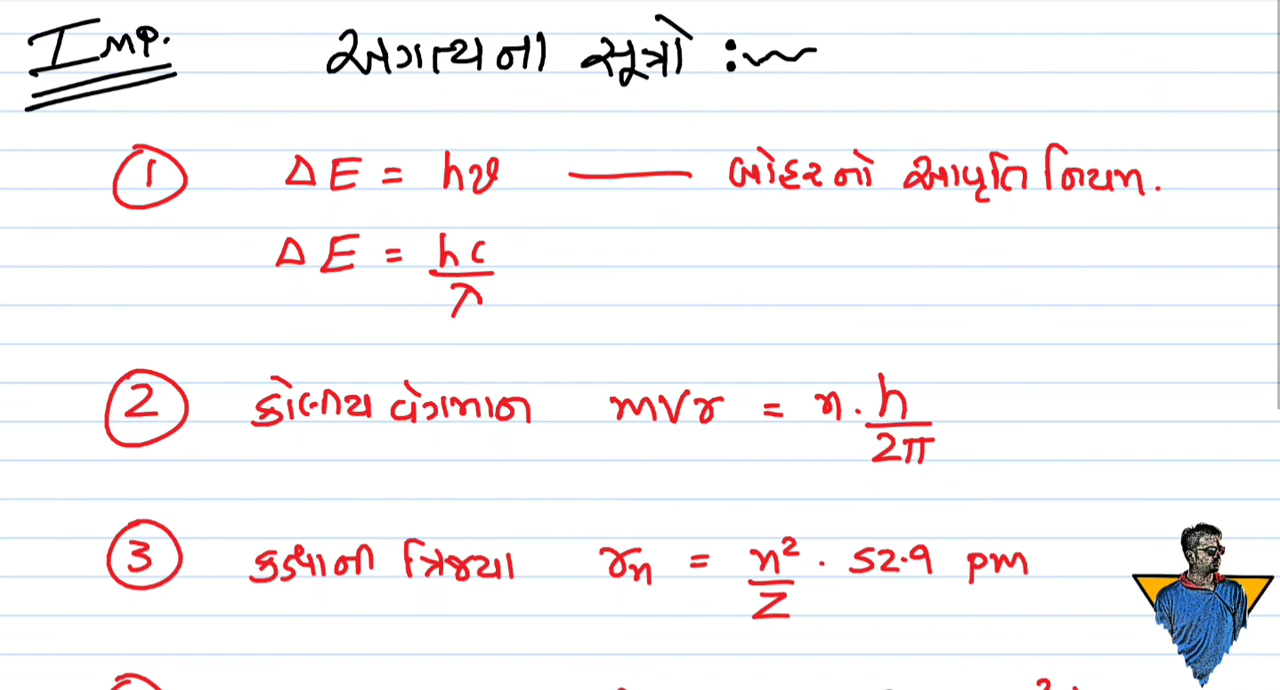 Imp. અગત્યના સૂત્રો :~
① ΔE = hν — બોહરનો આવૃતિ નિયમ.
ΔE = hc/λ
② કોણીય વેગમાન mvr = n. h/2π
③ કક્ષાની ત્રિજ્યા rₙ = n²/Z . 52.9 pm